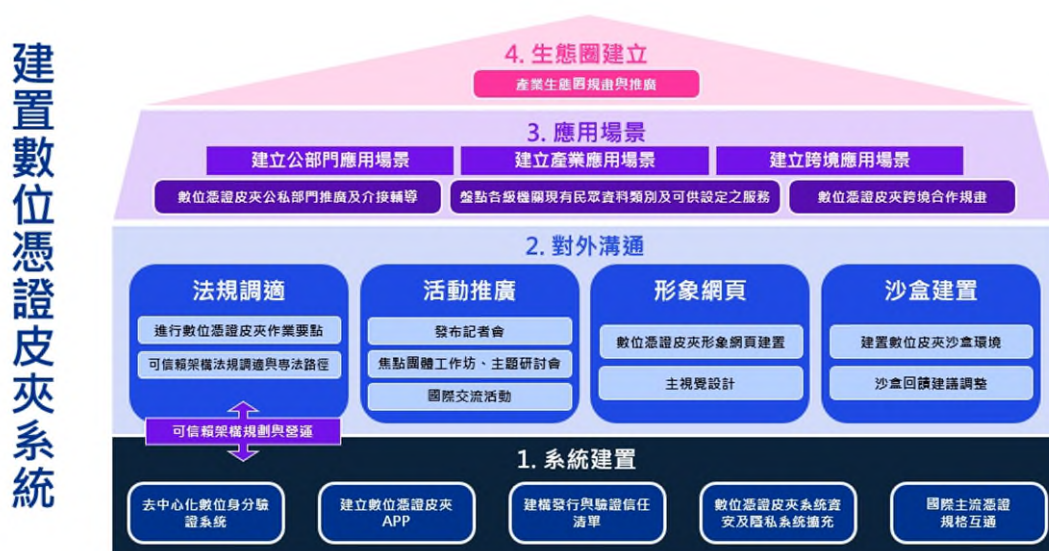 建置數位憑證皮夾系統
4. 生態圈建立
產業生態圈規畫與推廣
3. 應用場景
建立公部門應用場景
建立產業應用場景
建立跨境應用場景
數位憑證皮夾公私部門推廣及介接輔導
盤點各級機關現有民眾資料類別及可供設定之服務
數位憑證皮夾跨境合作規畫
2. 對外溝通
法規調適
進行數位憑證皮夾作業要點
可信賴架構法規調適與專法路徑
活動推廣
發布記者會
焦點團體工作坊、主題研討會
國際交流活動
形象網頁
數位憑證皮夾形象網頁建置
主視覺設計
沙盒建置
建置數位皮夾沙盒環境
沙盒回饋建議調整
可信賴架構規劃與營運
1. 系統建置
去中心化數位身分驗
證系統
建立數位憑證皮夾
APP
建構發行與驗證信任
清單
數位憑證皮夾系統資
安及隱私系統擴充
國際主流憑證
規格互通